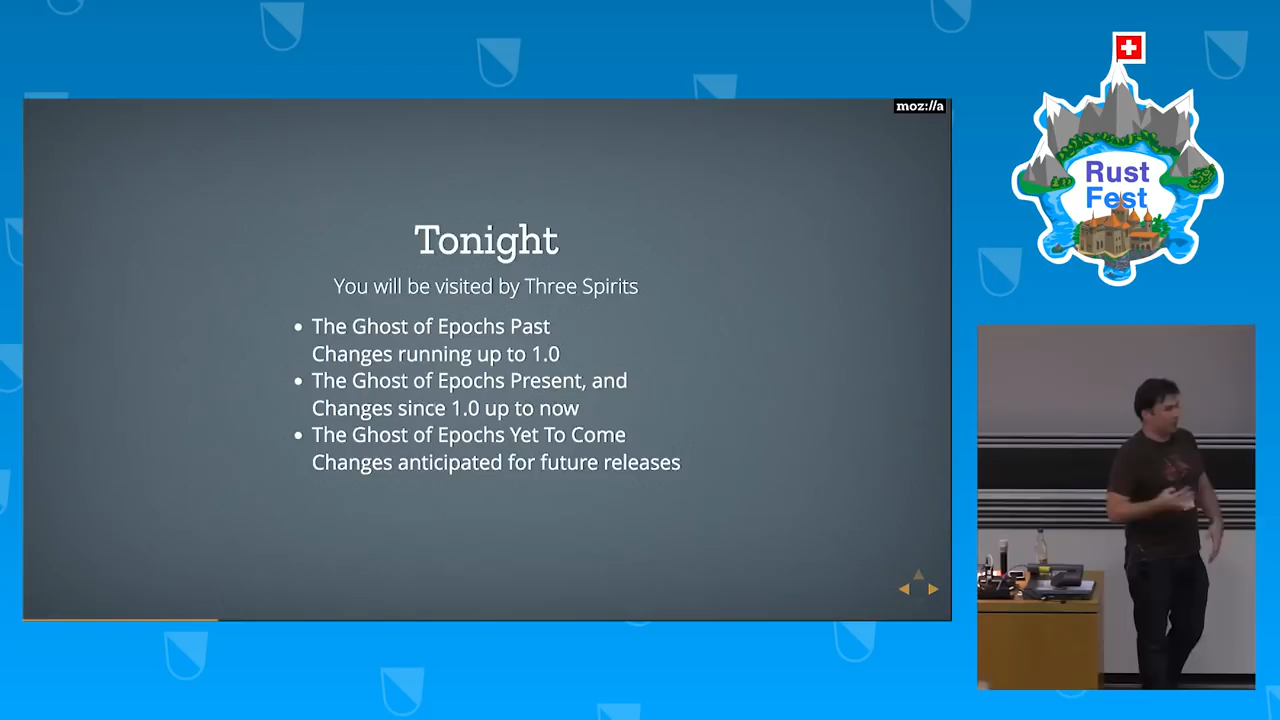 moz://a
Tonight
You will be visited by Three Spirits
• The Ghost of Epochs Past
Changes running up to 1.0
• The Ghost of Epochs Present, and
Changes since 1.0 up to now
• The Ghost of Epochs Yet To Come
Changes anticipated for future releases
Rust
Fest